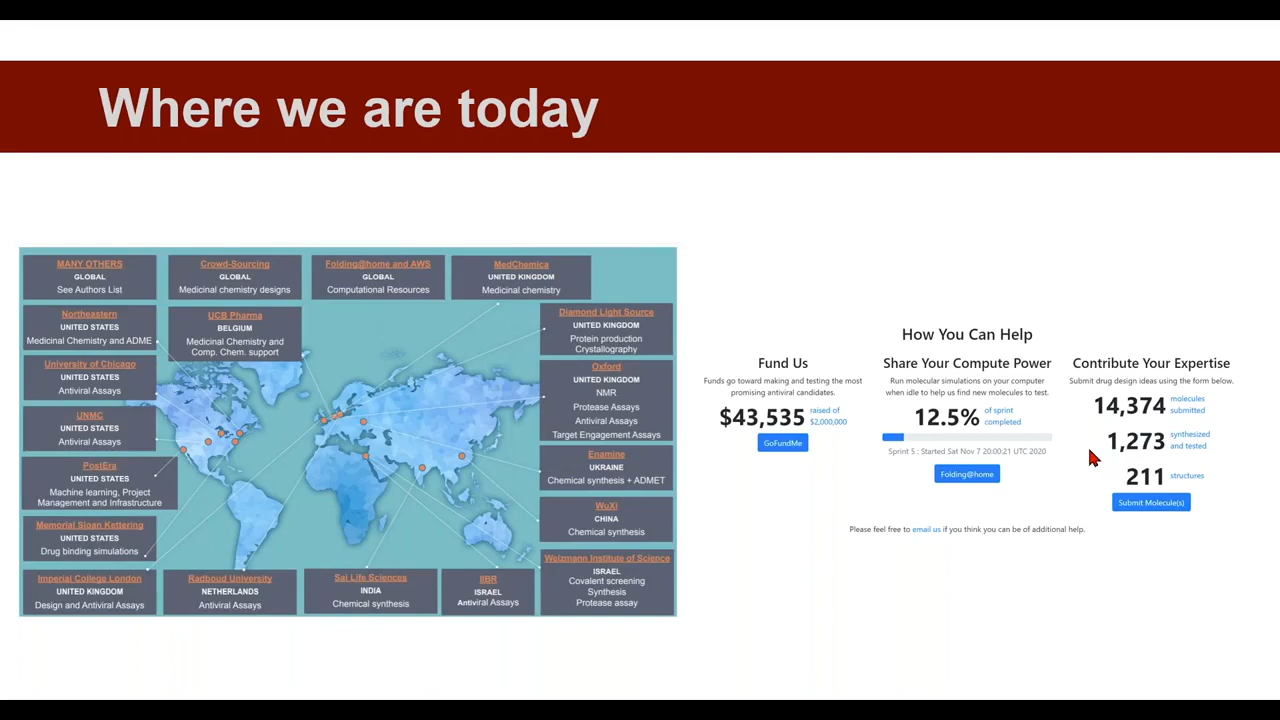 Where we are today
MANY OTHERS
GLOBAL
See Authors List
Crowd-Sourcing
GLOBAL
Medicinal chemistry designs
Folding@home and AWS
GLOBAL
Computational Resources
MedChemica
UNITED KINGDOM
Medicinal chemistry
Northeastern
UNITED STATES
Medicinal Chemistry and ADME
UCB Pharma
BELGIUM
Medicinal Chemistry and
Comp. Chem. support
Diamond Light Source
UNITED KINGDOM
Protein production
Crystallography
University of Chicago
UNITED STATES
Antiviral Assays
Oxford
UNITED KINGDOM
NMR
Protease Assays
Antiviral Assays
Target Engagement Assays
UNMC
UNITED STATES
Antiviral Assays
Enamine
UKRAINE
Chemical synthesis + ADMET
PostEra
UNITED STATES
Machine learning, Project
Management and Infrastructure
WuXi
CHINA
Chemical synthesis
Memorial Sloan Kettering
UNITED STATES
Drug binding simulations
Weizmann Institute of Science
ISRAEL
Covalent screening
Synthesis
Protease assay
Imperial College London
UNITED KINGDOM
Design and Antiviral Assays
Radboud University
NETHERLANDS
Antiviral Assays
Sai Life Sciences
INDIA
Chemical synthesis
IIBR
ISRAEL
Antiviral Assays
How You Can Help
Fund Us
Funds go toward making and testing the most
promising antiviral candidates.
$43,535 raised of
$2,000,000
GoFundMe
Share Your Compute Power
Run molecular simulations on your computer
when idle to help us find new molecules to test.
12.5% of sprint
completed
Sprint 5 : Started Sat Nov 7 20:00:21 UTC 2020
Folding@home
Contribute Your Expertise
Submit drug design ideas using the form below.
14,374 molecules
submitted
1,273 synthesized
and tested
211 structures
Submit Molecule(s)
Please feel free to email us if you think you can be of additional help.